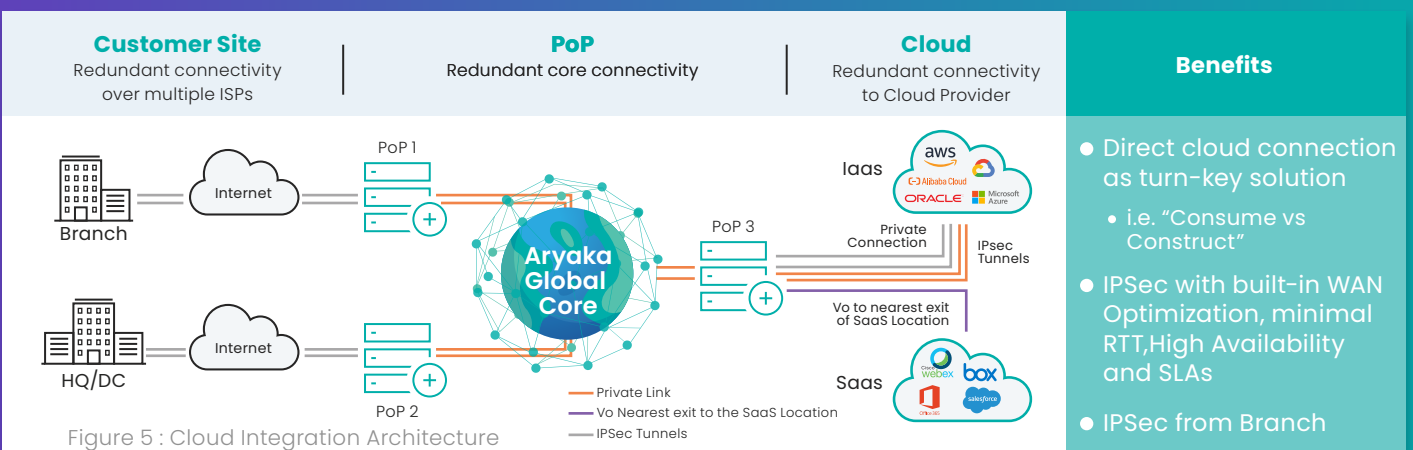 Customer Site
Redundant connectivity
over multiple ISPs
PoP
Redundant core connectivity
Cloud
Redundant connectivity
to Cloud Provider
Benefits
Branch
Internet
PoP 1
HQ/DC
Internet
PoP 2
Aryaka
Global
Core
PoP 3
Iaas
aws
Alibaba Cloud
ORACLE
Microsoft
Azure
Private
Connection
IPsec
Tunnels
Vo to nearest exit
of SaaS Location
Saas
Cisco
webex
box
Office 365
salesforce
Private Link
Vo Nearest exit to the SaaS Location
IPSec Tunnels
Figure 5 : Cloud Integration Architecture
Direct cloud connection
as turn-key solution
i.e. “Consume vs
Construct”
IPSec with built-in WAN
Optimization, minimal
RTT,High Availability
and SLAs
IPSec from Branch